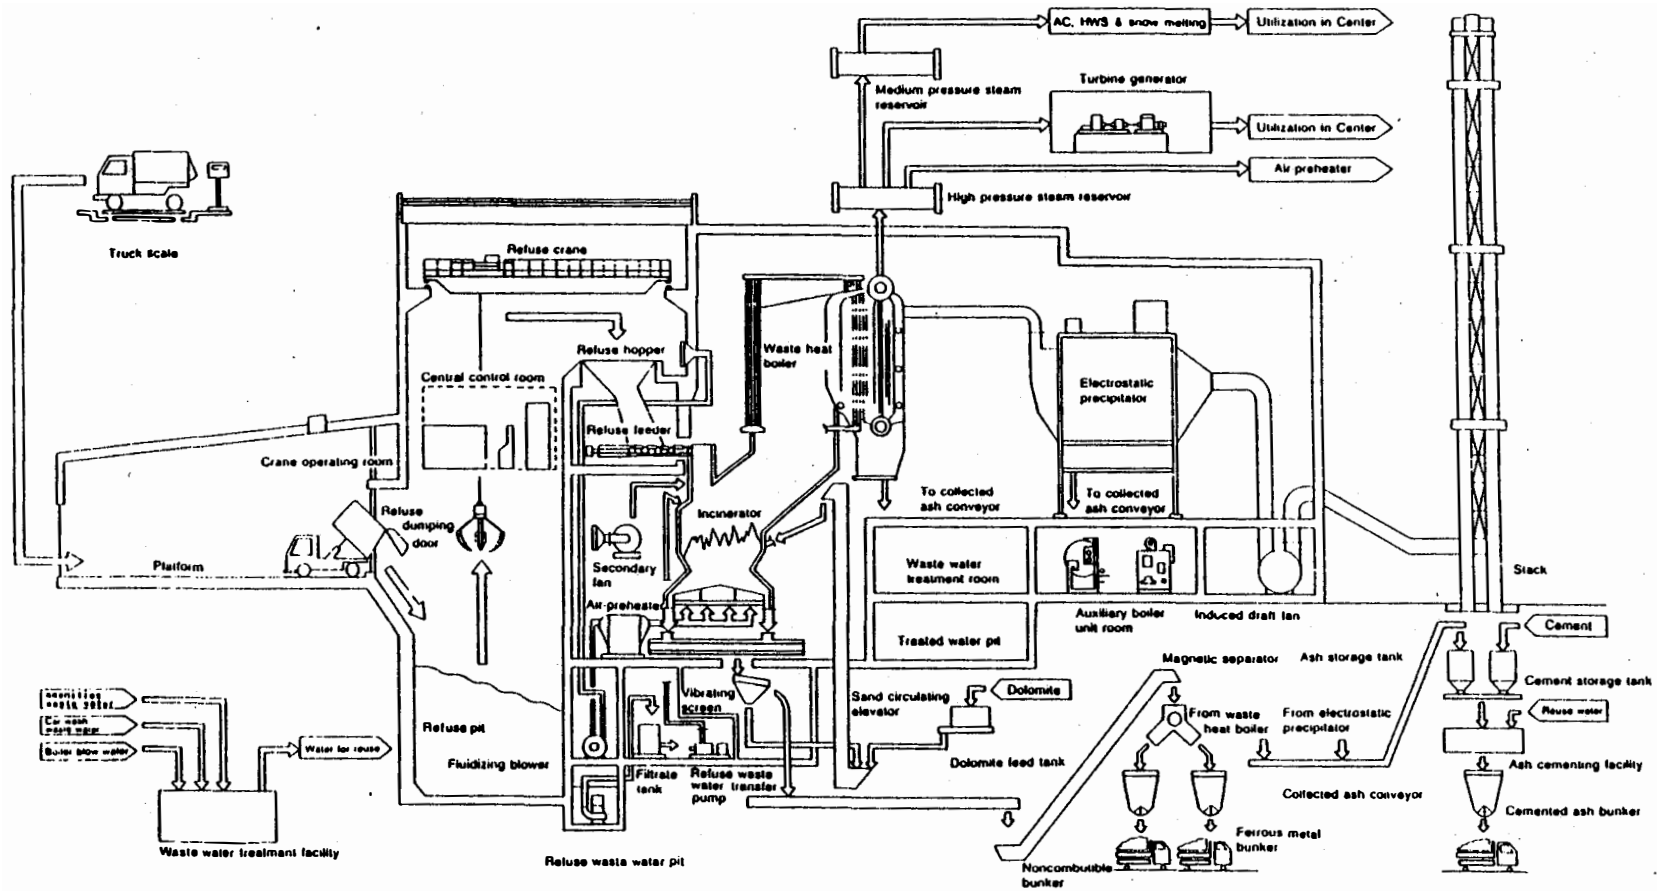 AC, HWS & snow melting
Utilization in Center
Turbine generator
Medium pressure steam
reservoir
Utilization in Center
Air preheater
High pressure steam reservoir
Truck scale
Refuse crane
Refuse hopper
Waste heat
boiler
Central control room
Electrostatic
precipitator
Refuse feeder
Crane operating room
To collected
ash conveyor
To collected
ash conveyor
Refuse
dumping
door
Incinerator
Platform
Secondary
fan
Waste water
treatment room
Stack
Air-preheater
Auxiliary boiler
unit room
Induced draft fan
Treated water pit
Cement
Magnetic separator
Ash storage tank
Cement storage tank
Vibrating
screen
Sand circulating
elevator
Dolomite
waste water
Car wash
waste water
Boiler blow water
Water for reuse
Refuse pit
From waste
heat boiler
From electrostatic
precipitator
Reuse water
Fluidizing blower
Filtrate
tank
Refuse waste
water transfer
pump
Dolomite feed tank
Ash cementing facility
Collected ash conveyor
Cemented ash bunker
Waste water treatmant facility
Refuse wasta watar pit
Ferrous metal
bunker
Noncombutible
bunker